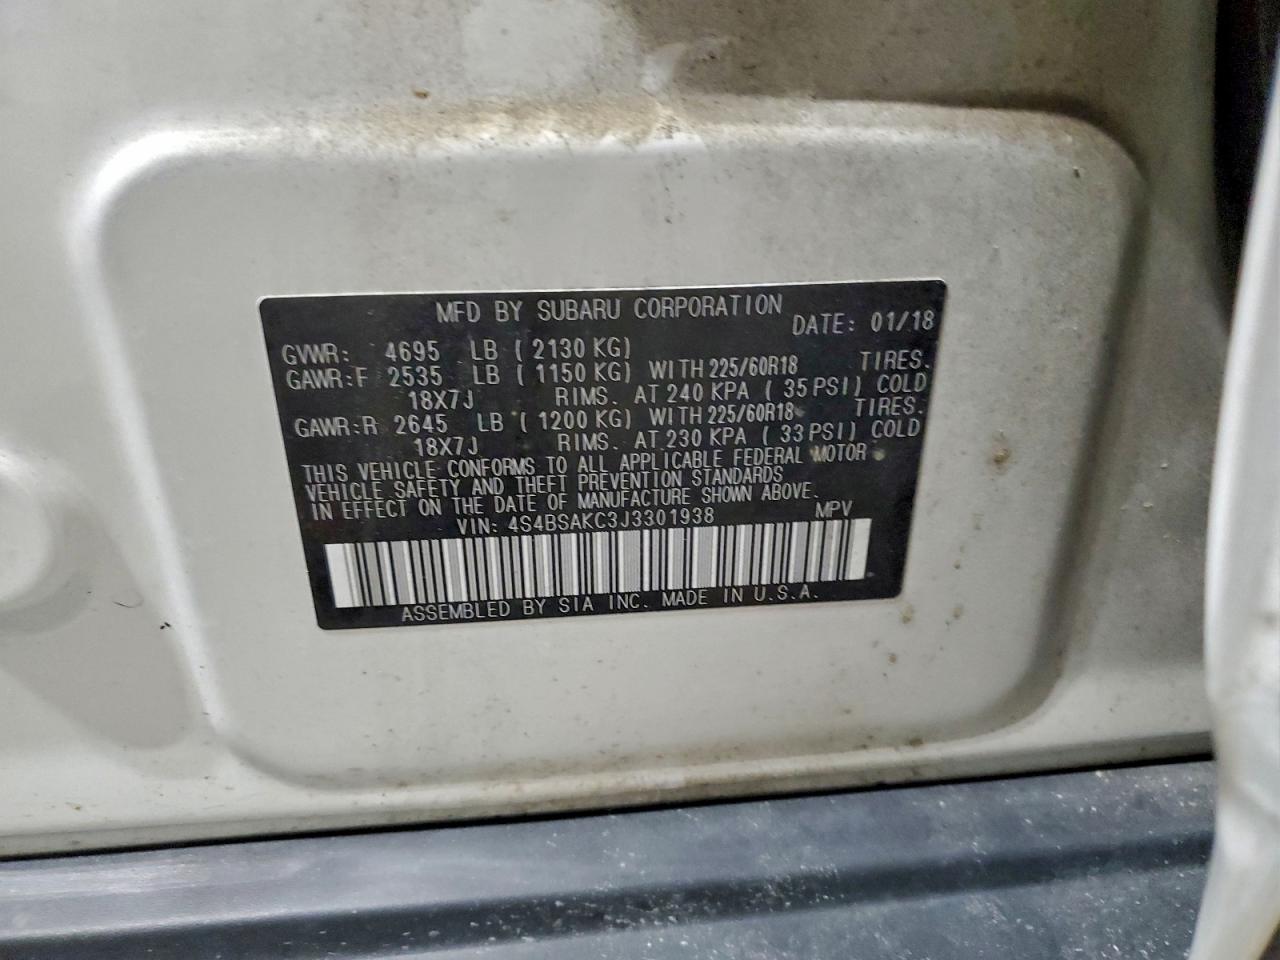 MFD BY SUBARU CORPORATION
DATE: 01/18
GVWR: 4695 LB ( 2130 KG)
GAWR:F 2535 LB ( 1150 KG) WITH 225/60R18 TIRES.
18X7J RIMS. AT 240 KPA ( 35 PSI) COLD
GAWR:R 2645 LB ( 1200 KG) WITH 225/60R18 TIRES.
18X7J RIMS. AT 230 KPA ( 33 PSI) COLD
THIS VEHICLE CONFORMS TO ALL APPLICABLE FEDERAL MOTOR
VEHICLE SAFETY AND THEFT PREVENTION STANDARDS
IN EFFECT ON THE DATE OF MANUFACTURE SHOWN ABOVE.
VIN: 4S4BSAKC3J3301938 MPV
ASSEMBLED BY SIA INC. MADE IN U.S.A.